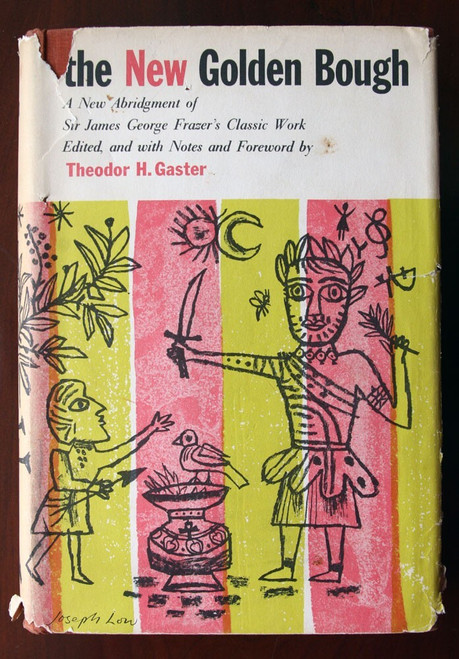 the New Golden Bough
A New Abridgment of
Sir James George Frazer's Classic Work
Edited, and with Notes and Foreword by
Theodor H. Gaster
Joseph Low